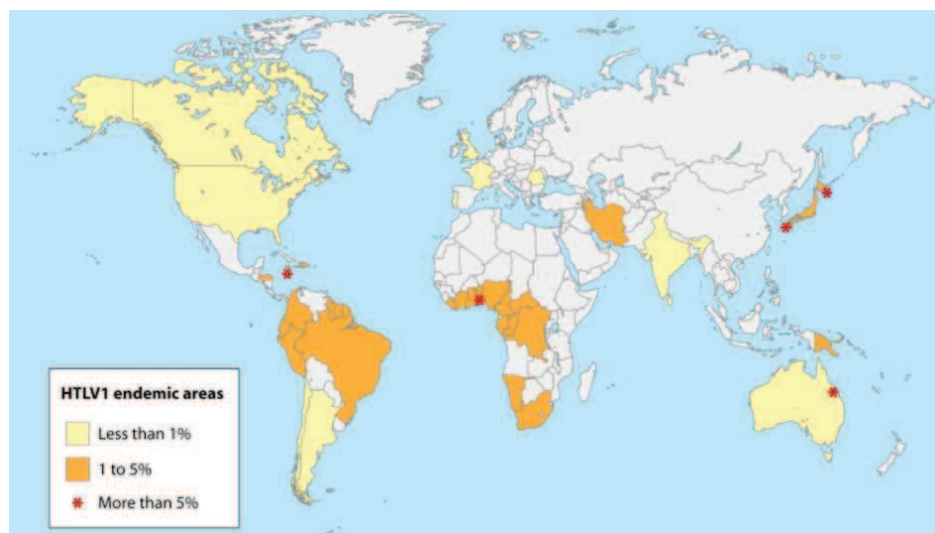 HTLV1 endemic areas
Less than 1%
1 to 5%
More than 5%